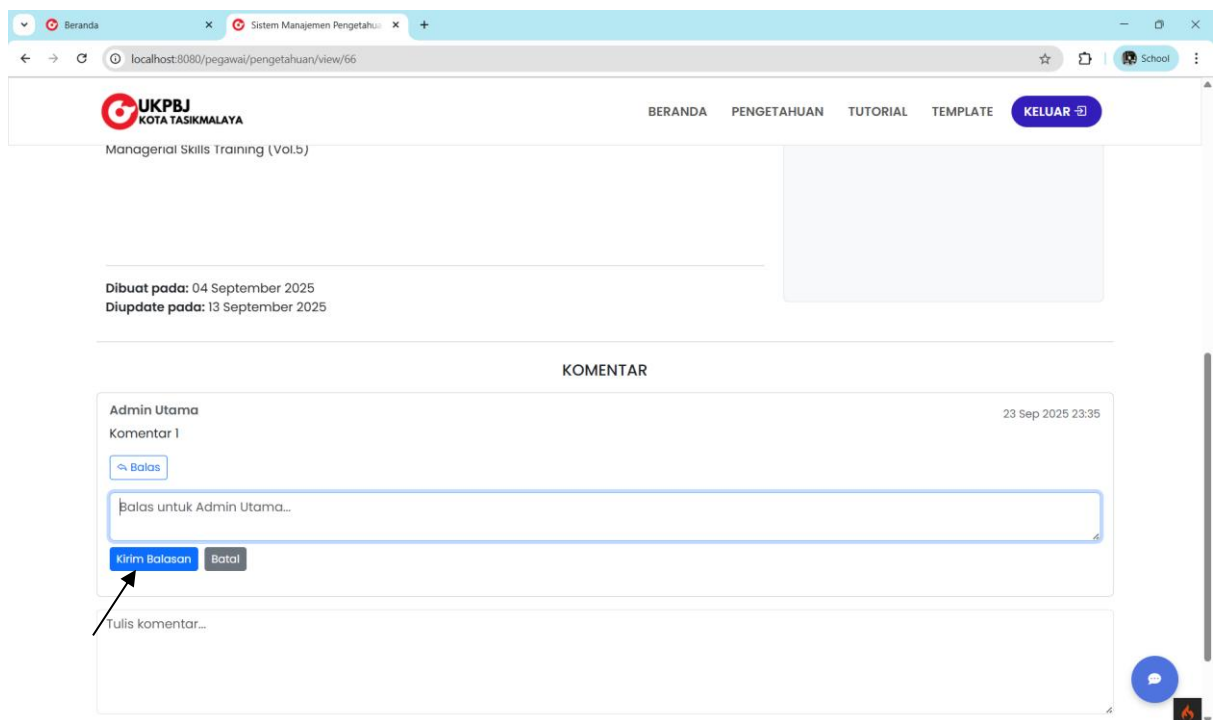 Beranda
Sistem Manajemen Pengetahua
localhost:8080/pegawai/pengetahuan/view/66
School
UKPBJ
KOTA TASIKMALAYA
BERANDA PENGETAHUAN TUTORIAL TEMPLATE KELUAR
Managerial Skills Training (Vol.5)
Dibuat pada: 04 September 2025
Diupdate pada: 13 September 2025
KOMENTAR
Admin Utama
23 Sep 2025 23:35
Komentar 1
Balas
Balas untuk Admin Utama...
Kirim Balasan Batal
Tulis komentar...